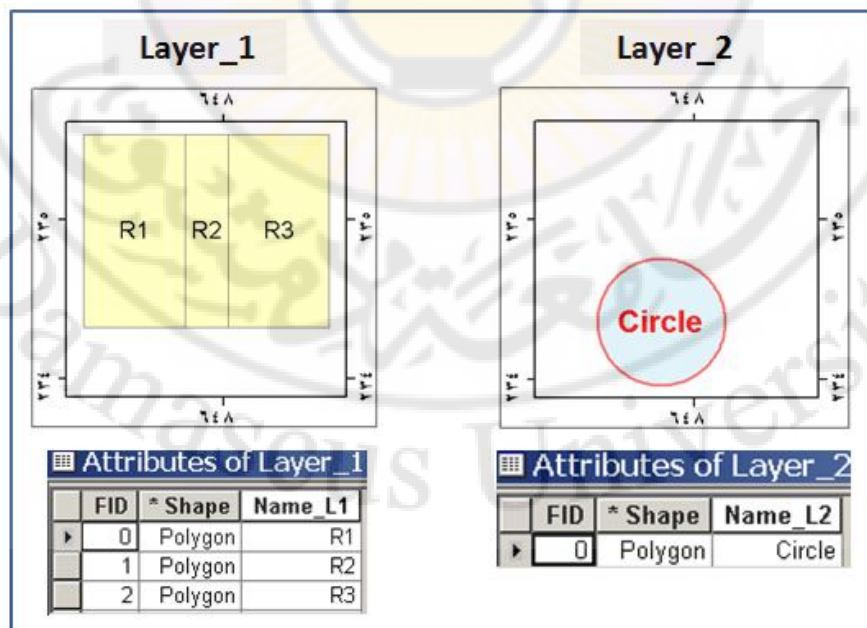 Layer_1
Layer_2
٦٤٨
٦٤٨
٢٣٥
٢٣٥
٢٣٥
٢٣٥
R1 R2 R3
Circle
٢٣٤
٢٣٤
٢٣٤
٢٣٤
٦٤٨
٦٤٨
Damascus University
Attributes of Layer_1
FID * Shape Name_L1
0 Polygon R1
1 Polygon R2
2 Polygon R3
Attributes of Layer_2
FID * Shape Name_L2
0 Polygon Circle